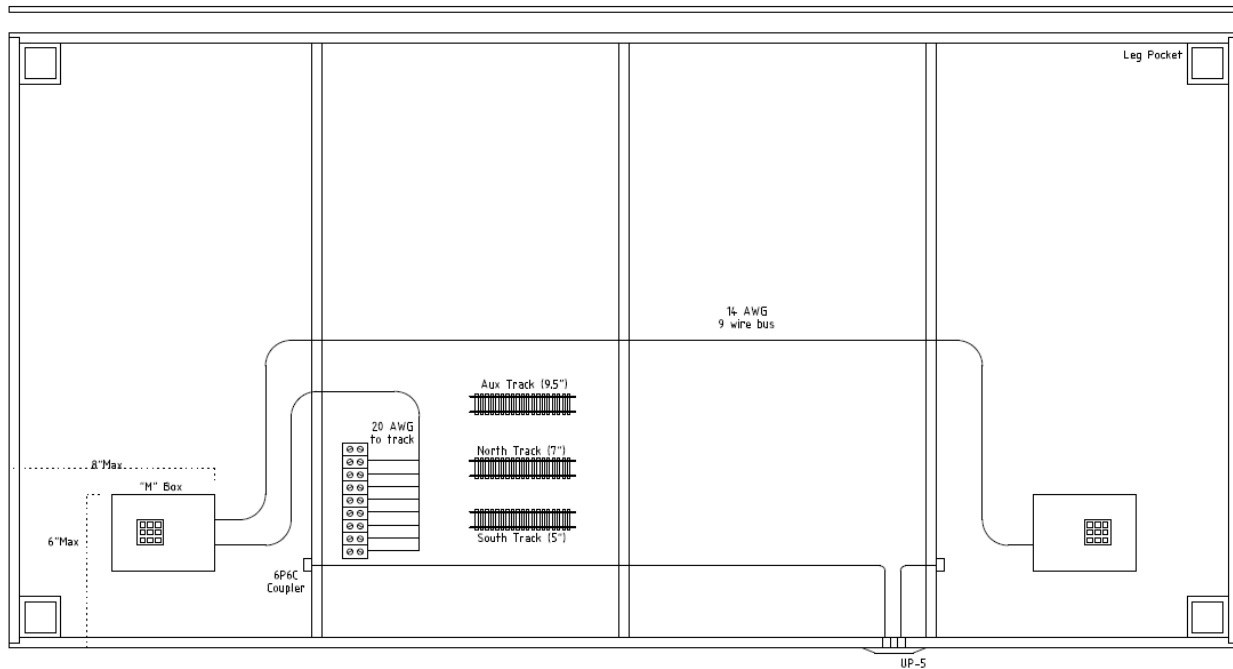 Leg Pocket
14 AWG
9 wire bus
Aux Track (9.5")
20 AWG
to track
North Track (7")
8"Max
"M" Box
6"Max
South Track (5")
6P6C
Coupler
UP-5